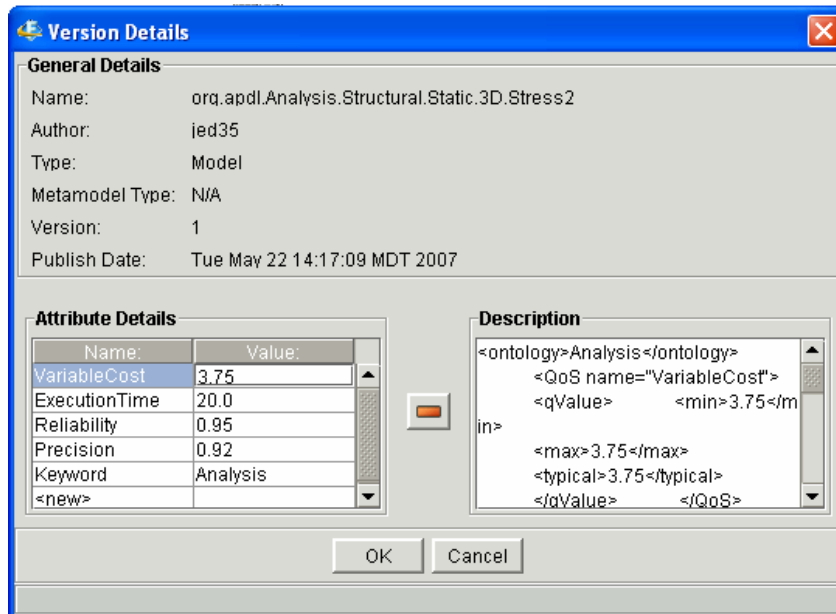 Version Details
General Details
Name: org.apdl.Analysis.Structural.Static.3D.Stress2
Author: jed35
Type: Model
Metamodel Type: N/A
Version: 1
Publish Date: Tue May 22 14:17:09 MDT 2007
Attribute Details
Name: Value:
VariableCost 3.75
ExecutionTime 20.0
Reliability 0.95
Precision 0.92
Keyword Analysis
<new>
Description
<ontology>Analysis</ontology>
<QoS name="VariableCost">
<qValue> <min>3.75</m
in>
<max>3.75</max>
<typical>3.75</typical>
</qValue> </QoS>
OK Cancel